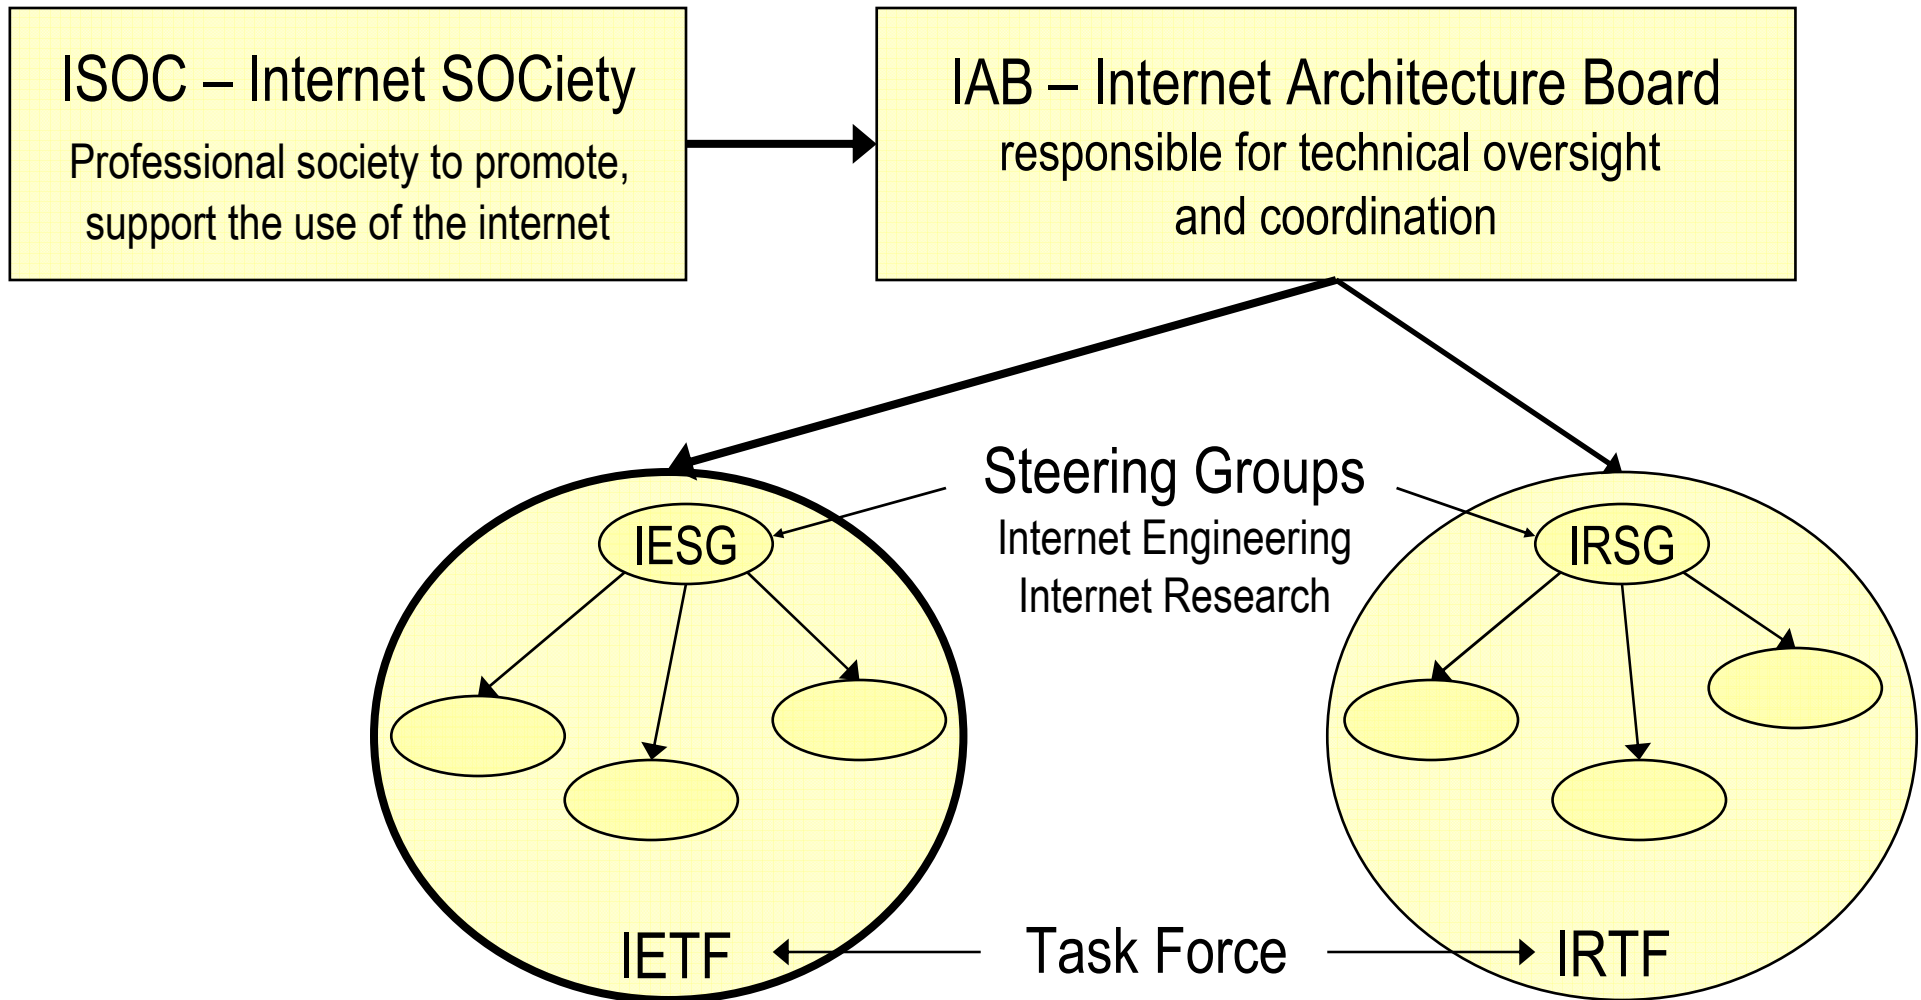 ISOC – Internet SOCiety
Professional society to promote,
support the use of the internet
IAB – Internet Architecture Board
responsible for technical oversight
and coordination
Steering Groups
Internet Engineering
Internet Research
IESG
IRSG
IETF
Task Force
IRTF